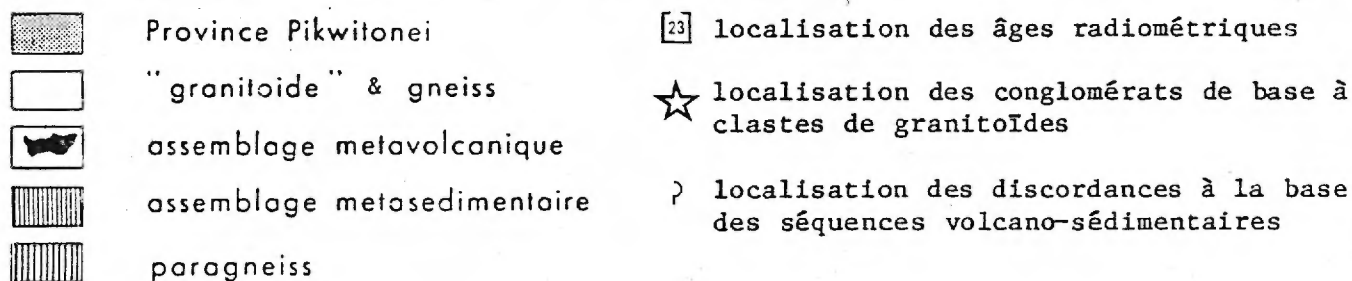 Province Pikwitonei
"granitoide" & gneiss
assemblage metavolcanique
assemblage metasedimentaire
paragneiss
[23] localisation des âges radiométriques
localisation des conglomérats de base à
clastes de granitoïdes
? localisation des discordances à la base
des séquences volcano-sédimentaires